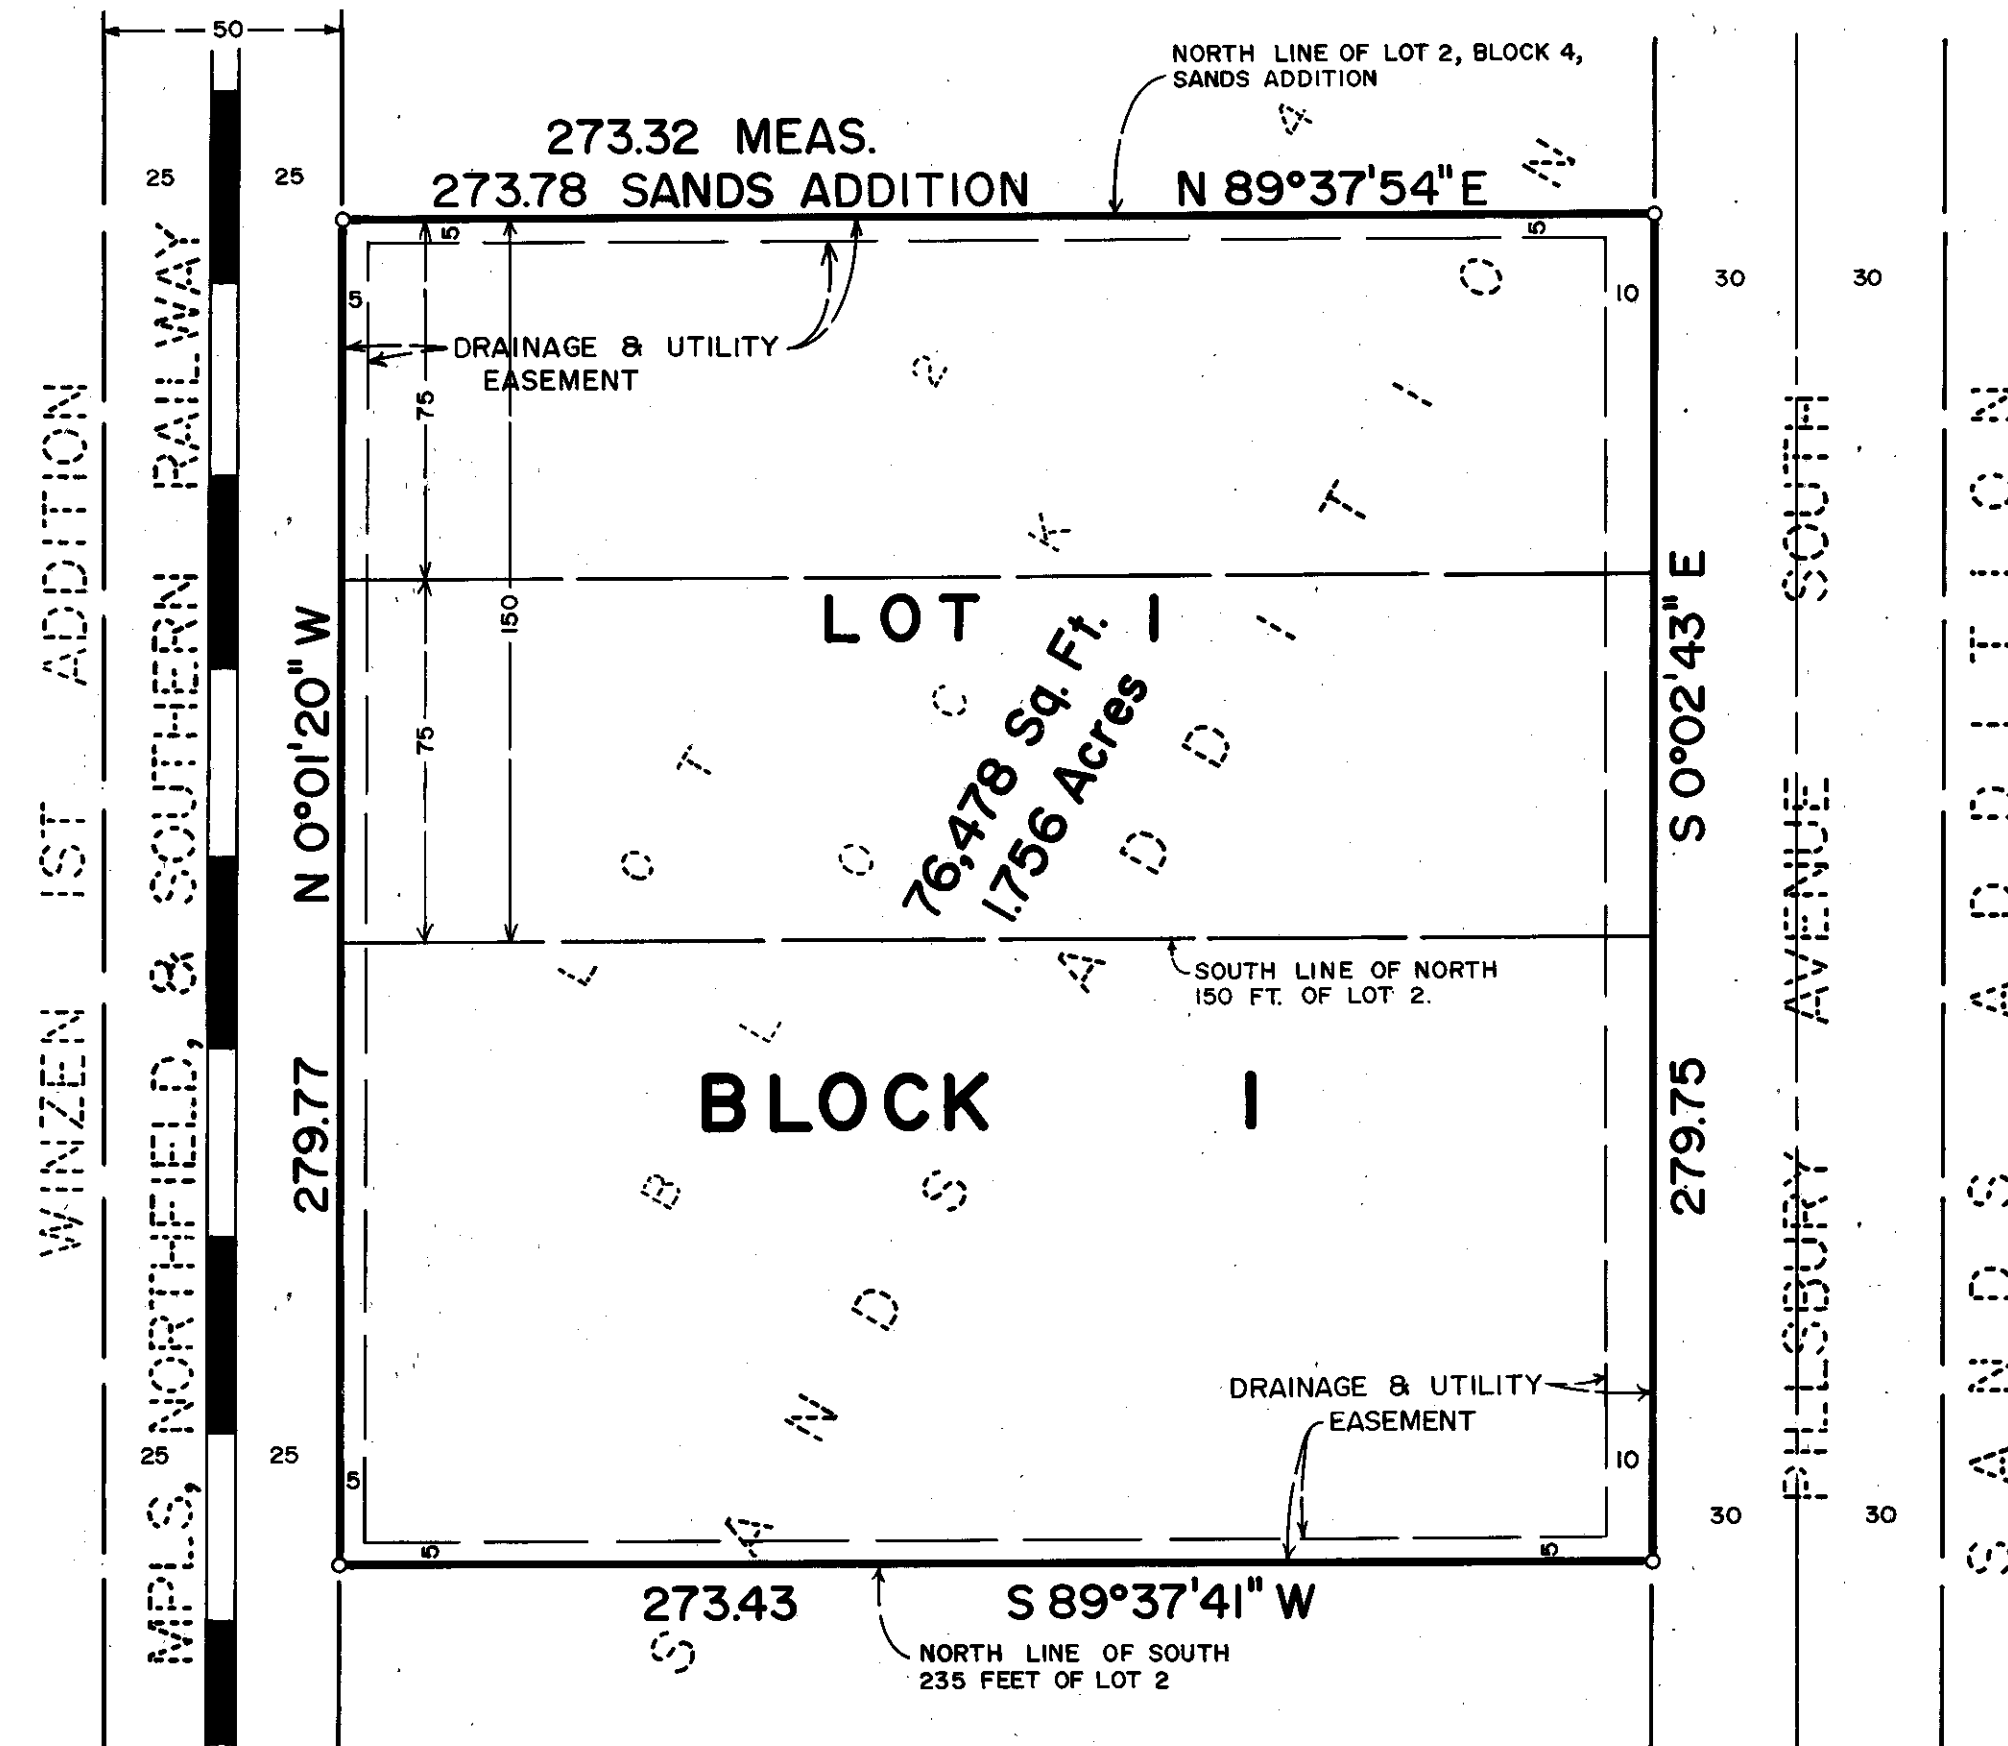 50
NORTH LINE OF LOT 2, BLOCK 4,
SANDS ADDITION
273.32 MEAS.
273.78 SANDS ADDITION N 89°37'54" E
25 25
5 5
5 10
30 30
DRAINAGE & UTILITY
EASEMENT
75
150
75
LOT 1
76,478 Sq. Ft.
1.756 Acres
N 0°01'20" W
279.77
S 0°02'43" E
279.75
SOUTH LINE OF NORTH
150 FT. OF LOT 2.
BLOCK 1
LOT 2
BLOCK 4
SANDS ADDITION
WINZEN 1ST ADDITION
MPLS, NORTHFIELD, & SOUTHERN RAILWAY
PILLSBURY AVENUE SOUTH
SANDS ADDITION
DRAINAGE & UTILITY
EASEMENT
25 25
5 10
30 30
5 5
273.43 S 89°37'41" W
NORTH LINE OF SOUTH
235 FEET OF LOT 2